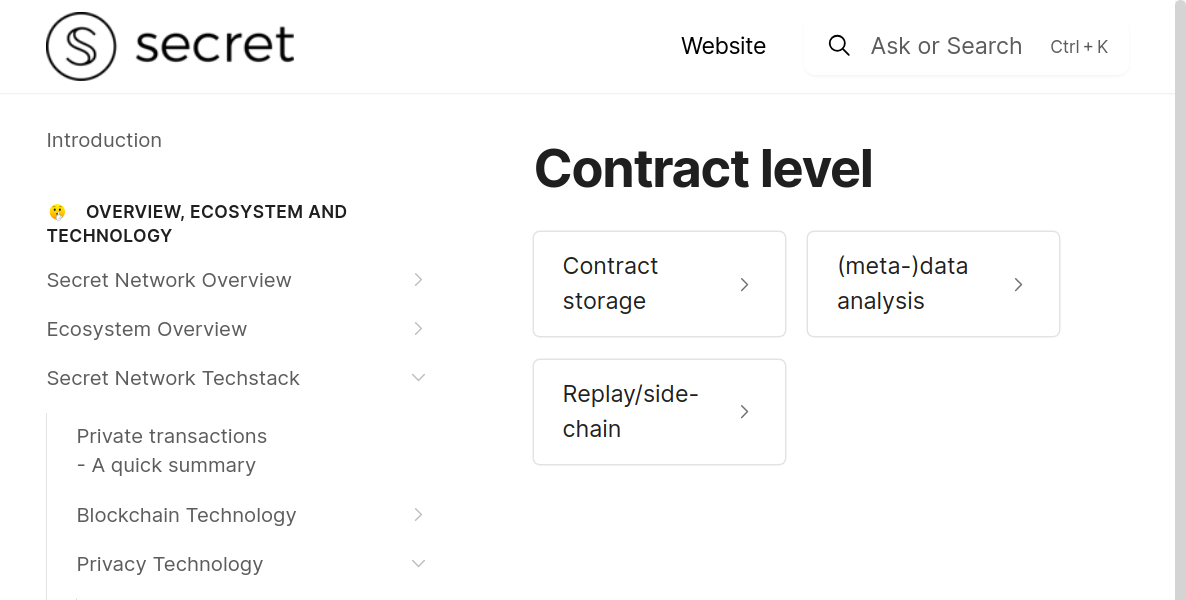 secret
Website
Ask or Search
Ctrl + K
Introduction
OVERVIEW, ECOSYSTEM AND
TECHNOLOGY
Secret Network Overview
Ecosystem Overview
Secret Network Techstack
Private transactions
- A quick summary
Blockchain Technology
Privacy Technology
Contract level
Contract
storage
(meta-)data
analysis
Replay/side-
chain